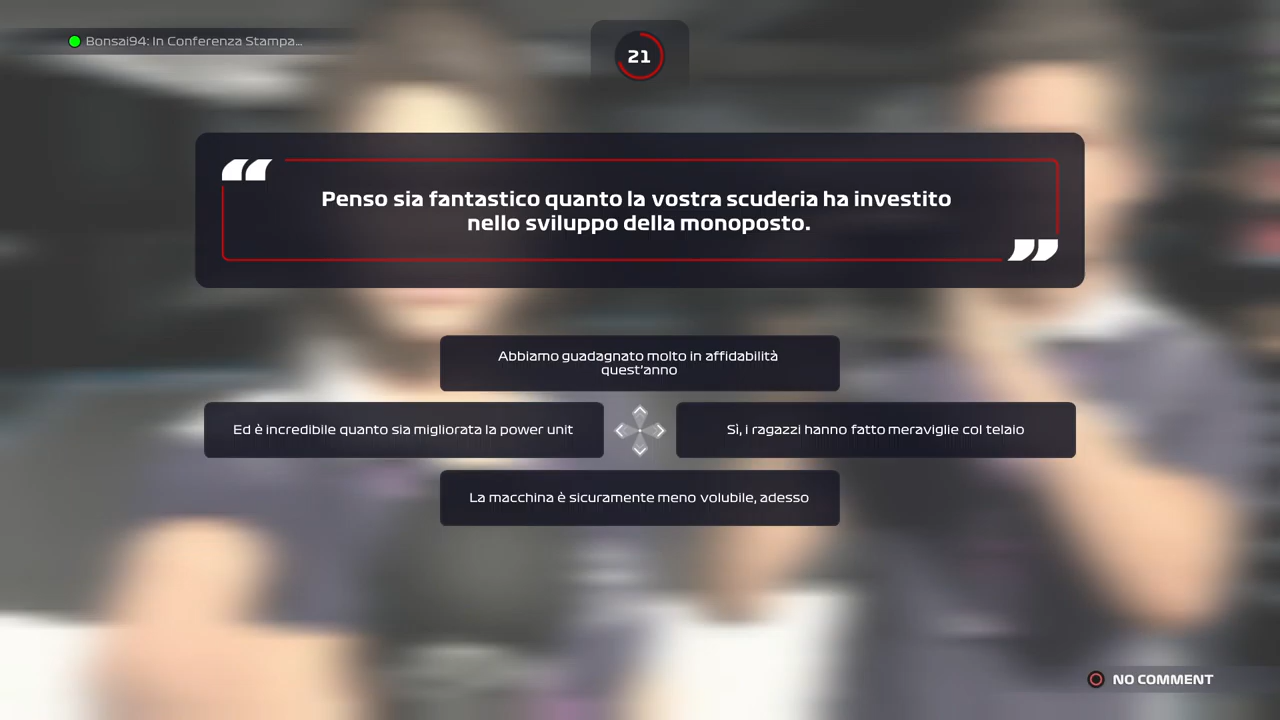 Bonsai94: In Conferenza Stampa...
21
Penso sia fantastico quanto la vostra scuderia ha investito
nello sviluppo della monoposto.
Abbiamo guadagnato molto in affidabilità
quest'anno
Ed è incredibile quanto sia migliorata la power unit
Sì, i ragazzi hanno fatto meraviglie col telaio
La macchina è sicuramente meno volubile, adesso
NO COMMENT